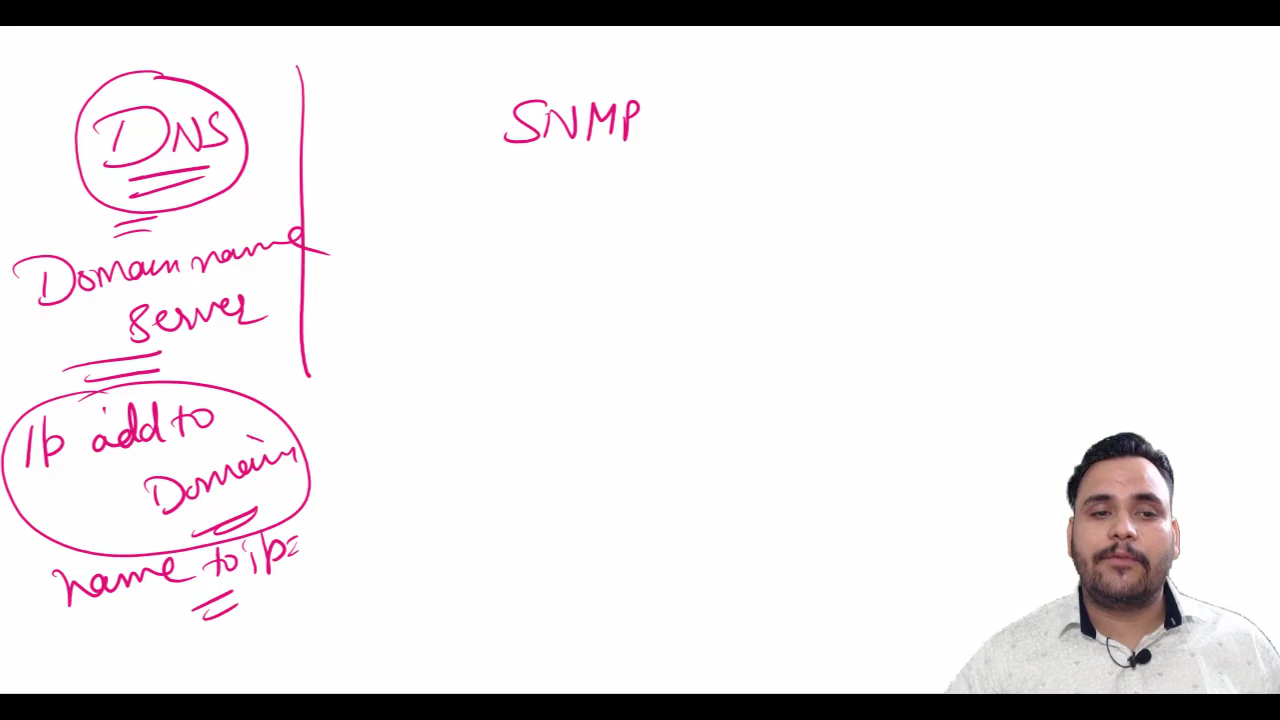 DNS
Domain name
Server
Ip add to
Domain
name to ip
SNMP